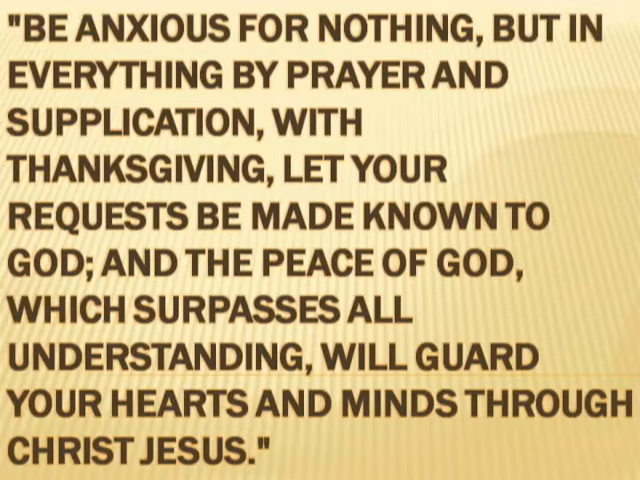 "BE ANXIOUS FOR NOTHING, BUT IN
EVERYTHING BY PRAYER AND
SUPPLICATION, WITH
THANKSGIVING, LET YOUR
REQUESTS BE MADE KNOWN TO
GOD; AND THE PEACE OF GOD,
WHICH SURPASSES ALL
UNDERSTANDING, WILL GUARD
YOUR HEARTS AND MINDS THROUGH
CHRIST JESUS."